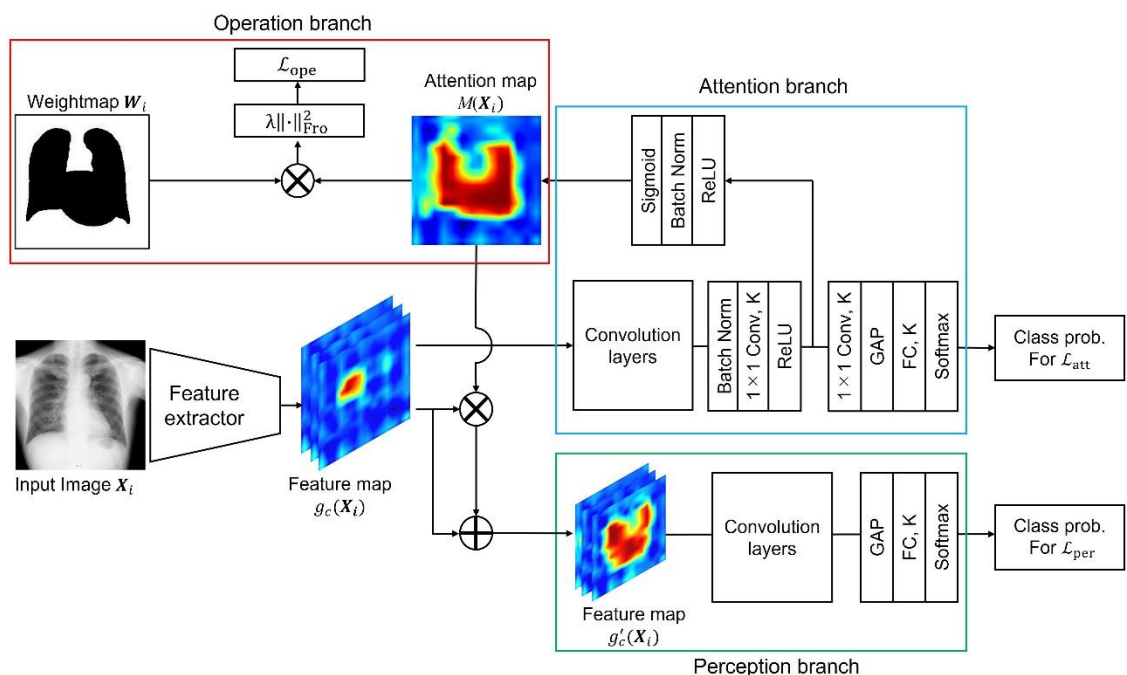 Operation branch
ℒope
λ‖·‖²Fro
Weightmap Wᵢ
Attention map
M(Xᵢ)
Attention branch
Sigmoid
Batch Norm
ReLU
Convolution
layers
Batch Norm
1×1 Conv, K
ReLU
1×1 Conv, K
GAP
FC, K
Softmax
Class prob.
For ℒatt
Feature
extractor
Input Image Xᵢ
Feature map
g_c(Xᵢ)
Feature map
g′_c(Xᵢ)
Convolution
layers
GAP
FC, K
Softmax
Class prob.
For ℒper
Perception branch